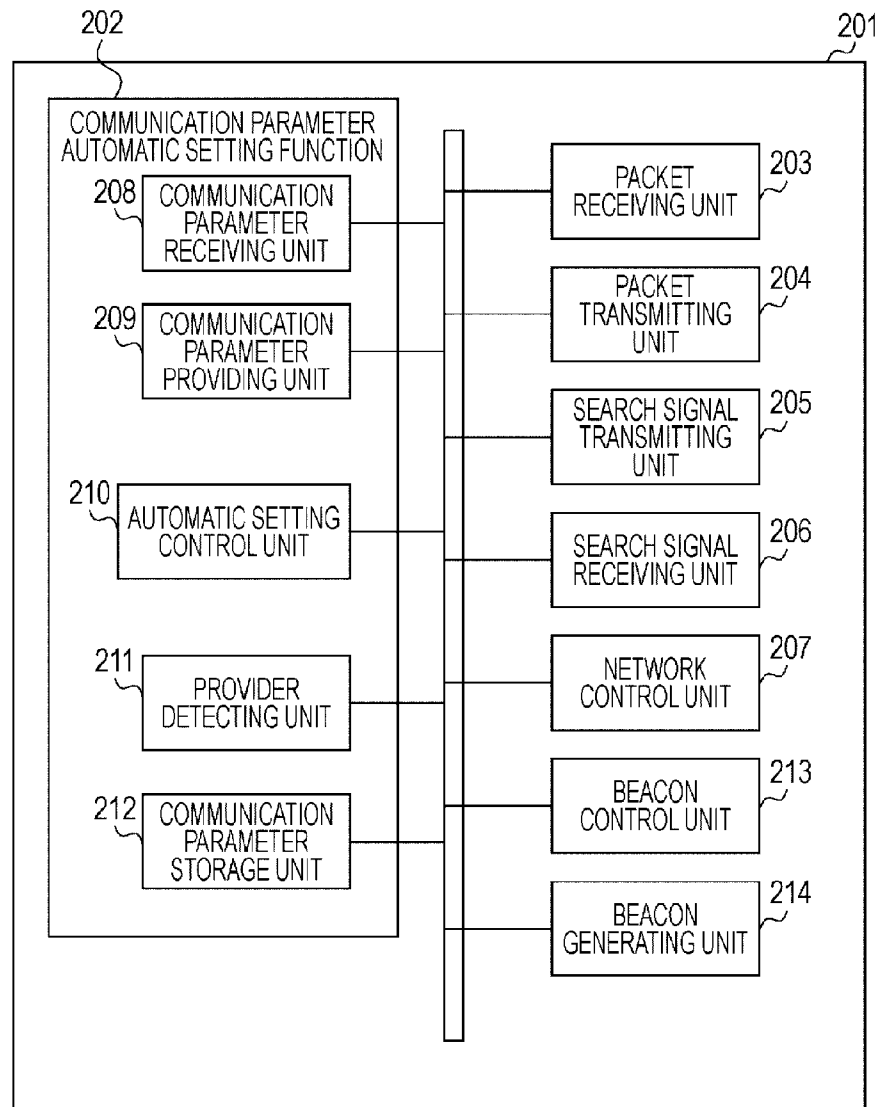 202
201
COMMUNICATION PARAMETER
AUTOMATIC SETTING FUNCTION
208
COMMUNICATION
PARAMETER
RECEIVING UNIT
209
COMMUNICATION
PARAMETER
PROVIDING UNIT
210
AUTOMATIC SETTING
CONTROL UNIT
211
PROVIDER
DETECTING UNIT
212
COMMUNICATION
PARAMETER
STORAGE UNIT
PACKET
RECEIVING UNIT
203
PACKET
TRANSMITTING
UNIT
204
SEARCH SIGNAL
TRANSMITTING
UNIT
205
SEARCH SIGNAL
RECEIVING UNIT
206
NETWORK
CONTROL UNIT
207
BEACON
CONTROL UNIT
213
BEACON
GENERATING UNIT
214